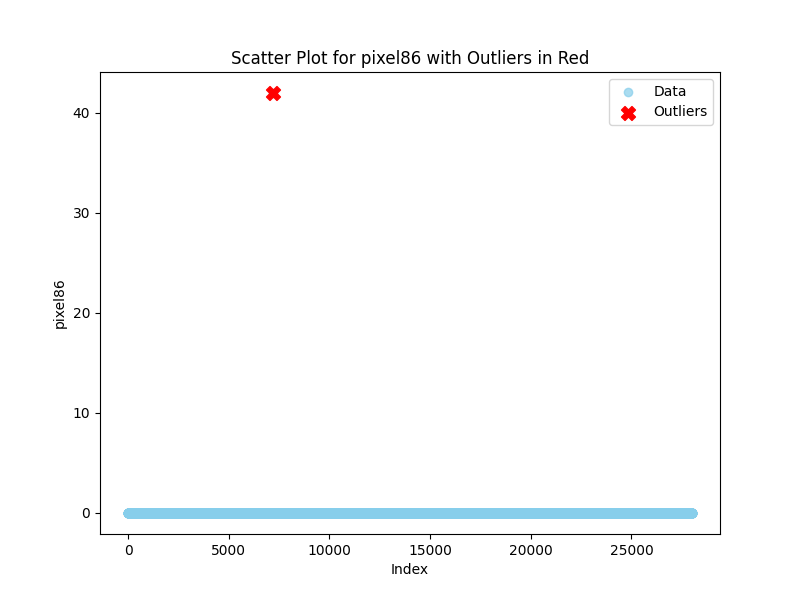 Scatter Plot for pixel86 with Outliers in Red
Data
Outliers
40
30
20
10
0
pixel86
0 5000 10000 15000 20000 25000
Index